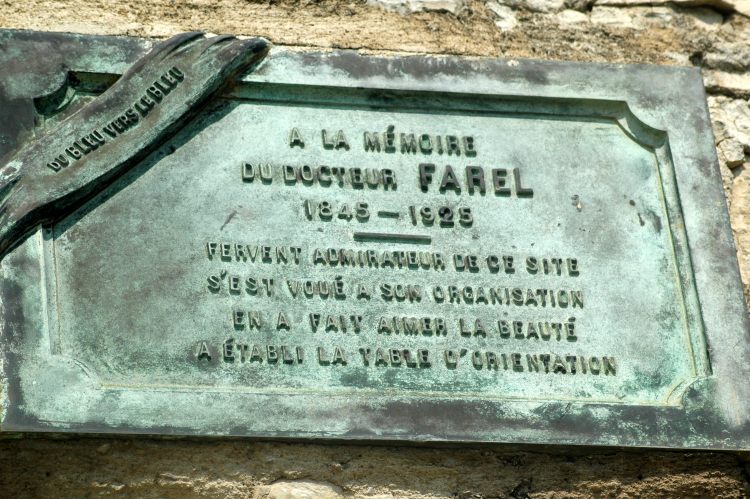 DU BLEU VERS LE BLEU
A LA MÉMOIRE
DU DOCTEUR FAREL
1845 — 1925
FERVENT ADMIRATEUR DE CE SITE
S'EST VOUÉ A SON ORGANISATION
EN A FAIT AIMER LA BEAUTÉ
A ÉTABLI LA TABLE D'ORIENTATION